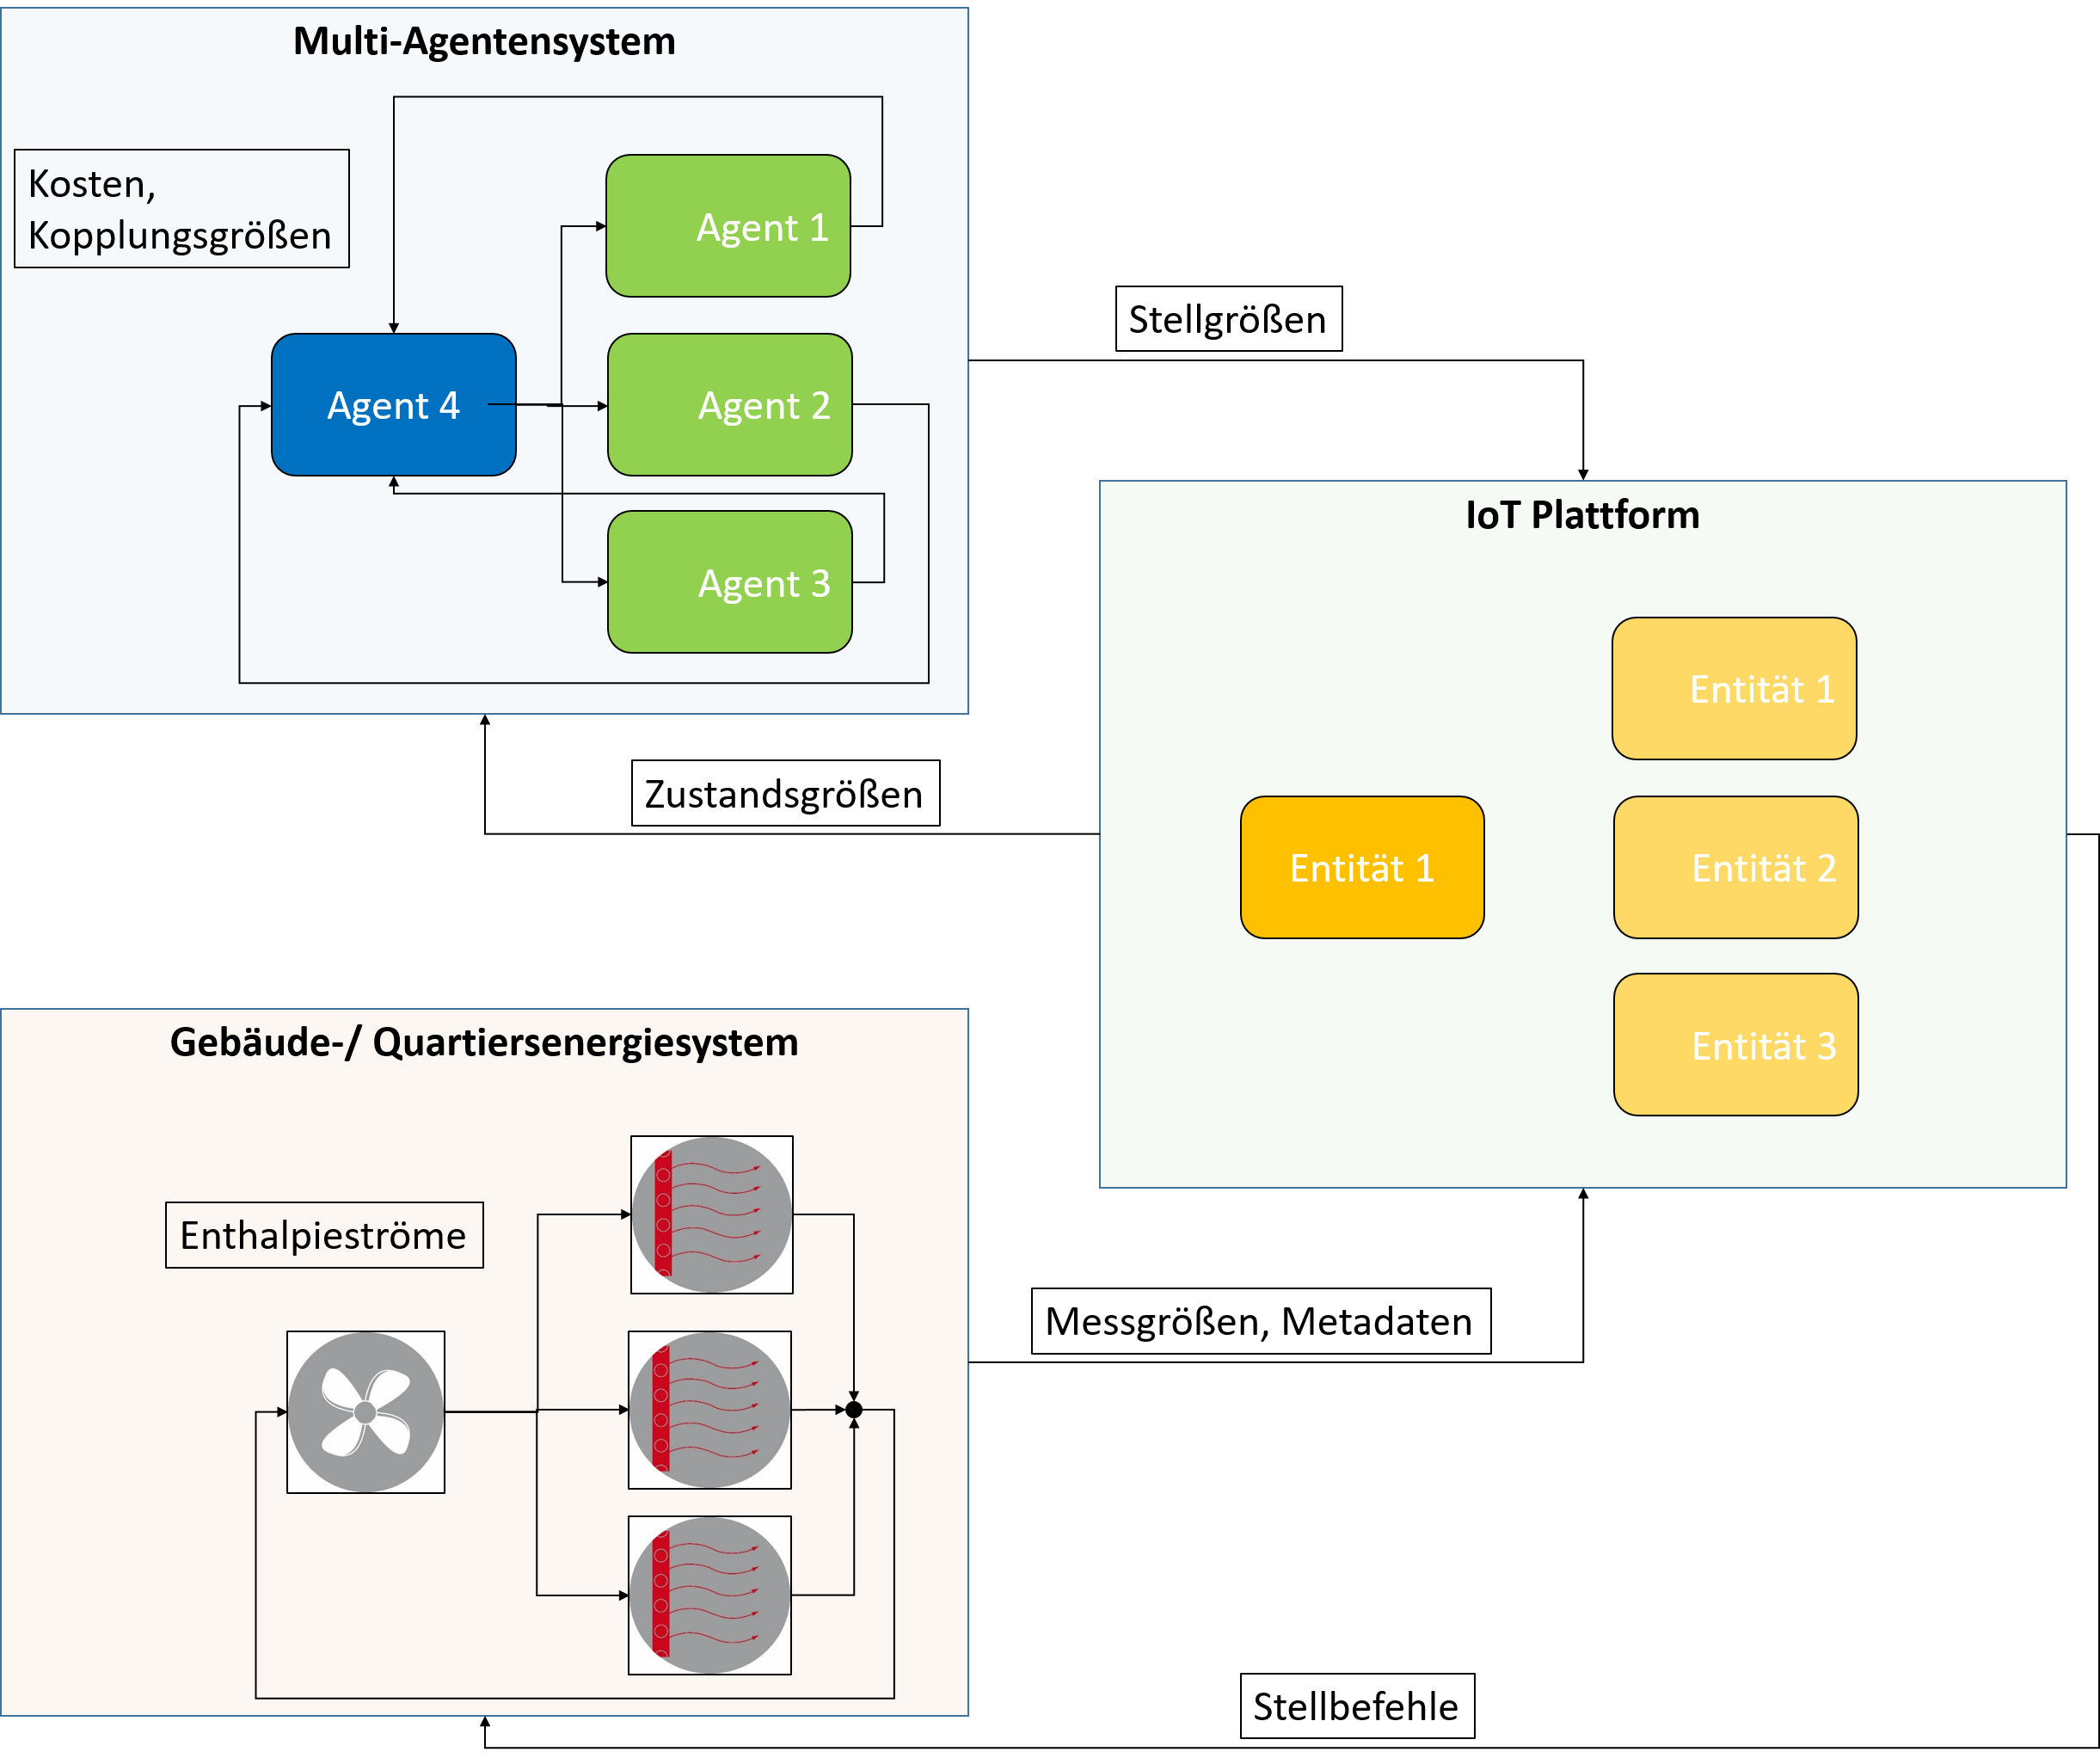 Multi-Agentensystem
Kosten,
Kopplungsgrößen
Agent 1
Agent 4
Agent 2
Agent 3
Stellgrößen
IoT Plattform
Entität 1
Entität 1
Entität 2
Entität 3
Zustandsgrößen
Gebäude-/ Quartiersenergiesystem
Enthalpieströme
Messgrößen, Metadaten
Stellbefehle